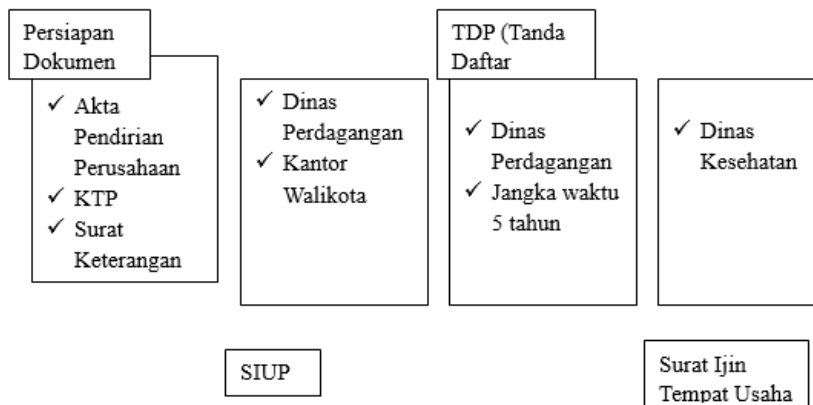 Persiapan
Dokumen
✓ Akta
Pendirian
Perusahaan
✓ KTP
✓ Surat
Keterangan
✓ Dinas
Perdagangan
✓ Kantor
Walikota
SIUP
TDP (Tanda
Daftar
✓ Dinas
Perdagangan
✓ Jangka waktu
5 tahun
✓ Dinas
Kesehatan
Surat Ijin
Tempat Usaha